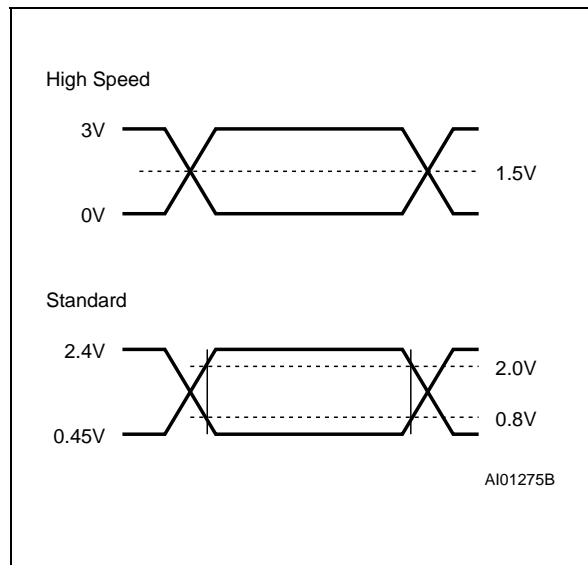 High Speed
3V
1.5V
0V
Standard
2.4V
2.0V
0.8V
0.45V
AI01275B